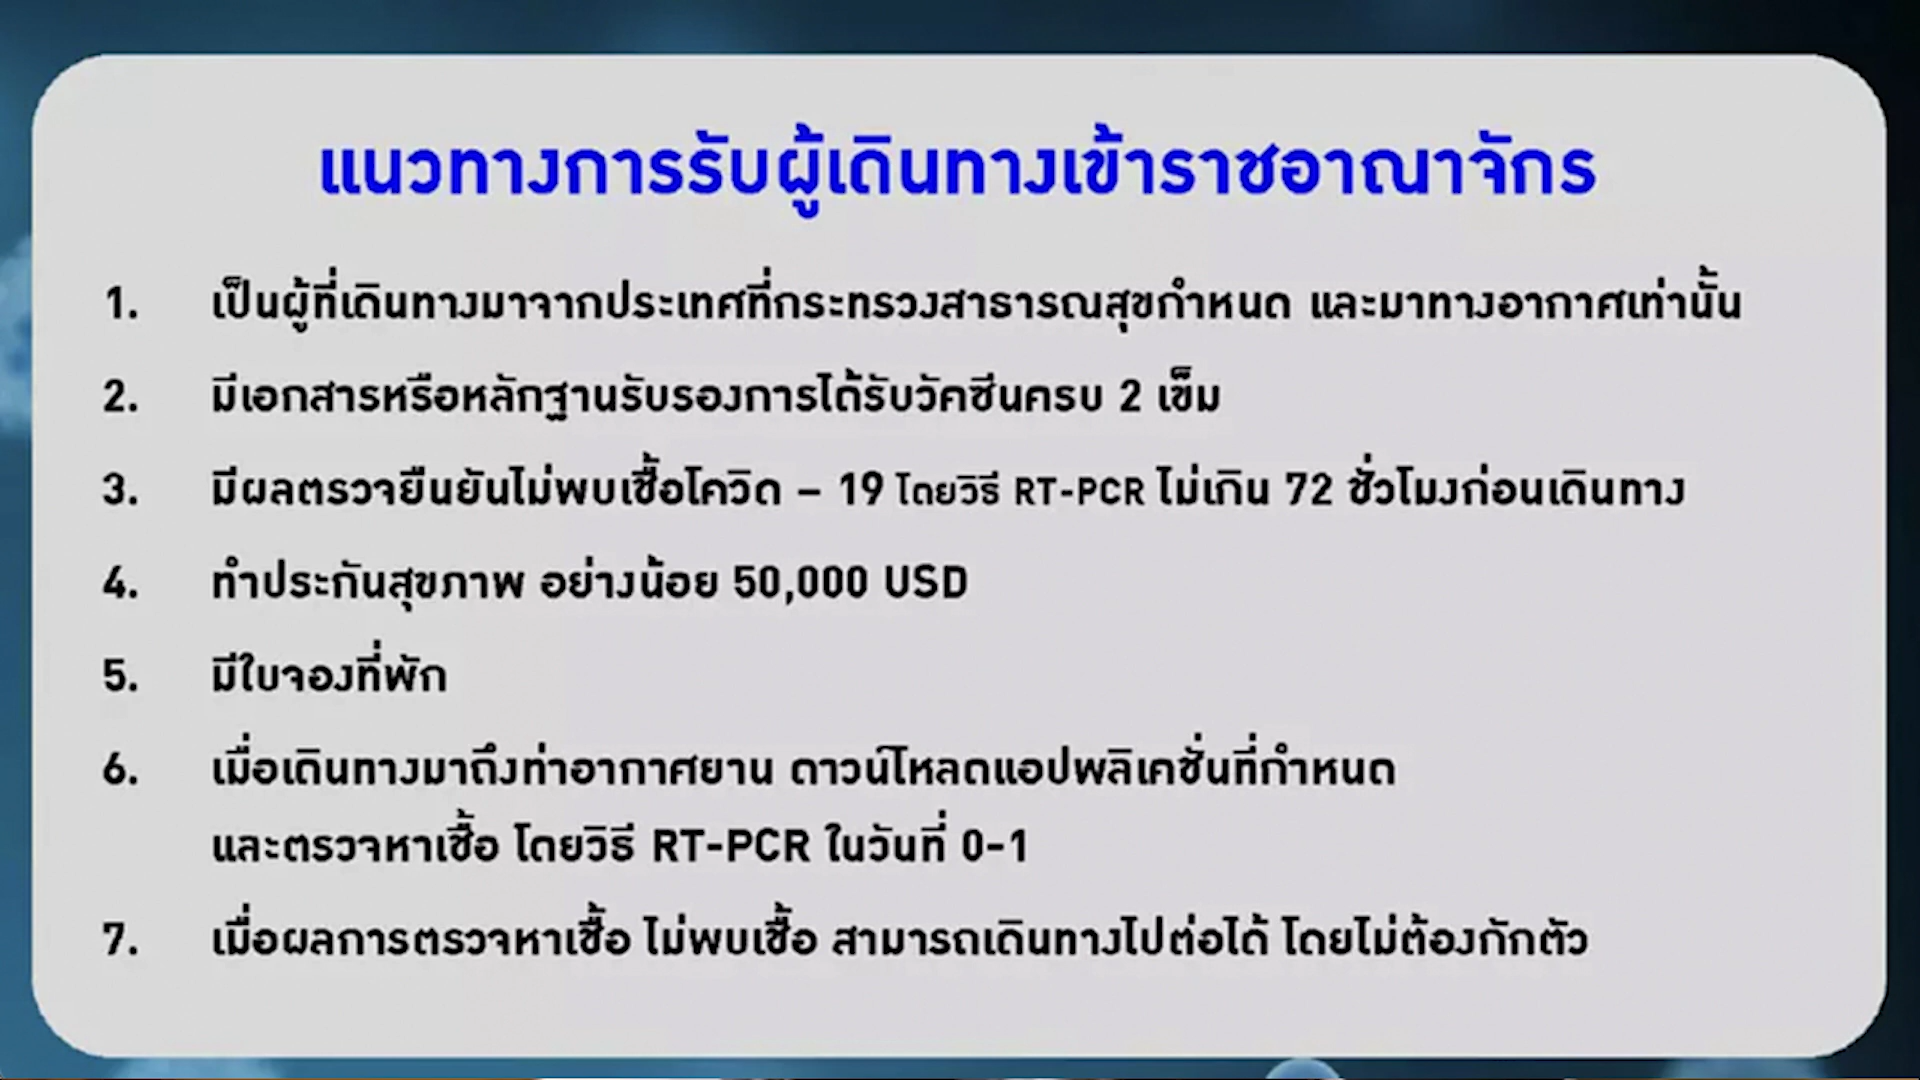 แนวทางการรับผู้เดินทางเข้าราชอาณาจักร
1. เป็นผู้ที่เดินทางมาจากประเทศที่กระทรวงสาธารณสุขกำหนด และมาทางอากาศเท่านั้น
2. มีเอกสารหรือหลักฐานรับรองการได้รับวัคซีนครบ 2 เข็ม
3. มีผลตรวจยืนยันไม่พบเชื้อโควิด – 19 โดยวิธี RT-PCR ไม่เกิน 72 ชั่วโมงก่อนเดินทาง
4. ทำประกันสุขภาพ อย่างน้อย 50,000 USD
5. มีใบจองที่พัก
6. เมื่อเดินทางมาถึงท่าอากาศยาน ดาวน์โหลดแอปพลิเคชั่นที่กำหนด
และตรวจหาเชื้อ โดยวิธี RT-PCR ในวันที่ 0-1
7. เมื่อผลการตรวจหาเชื้อ ไม่พบเชื้อ สามารถเดินทางไปต่อได้ โดยไม่ต้องกักตัว